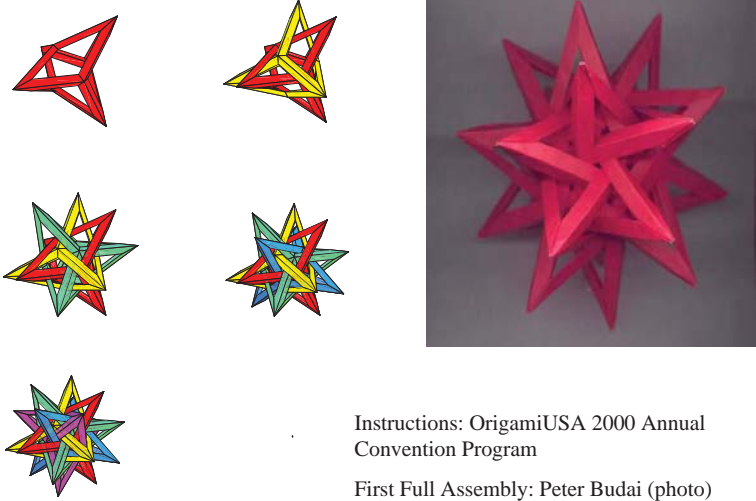 Instructions: OrigamiUSA 2000 Annual
Convention Program
First Full Assembly: Peter Budai (photo)